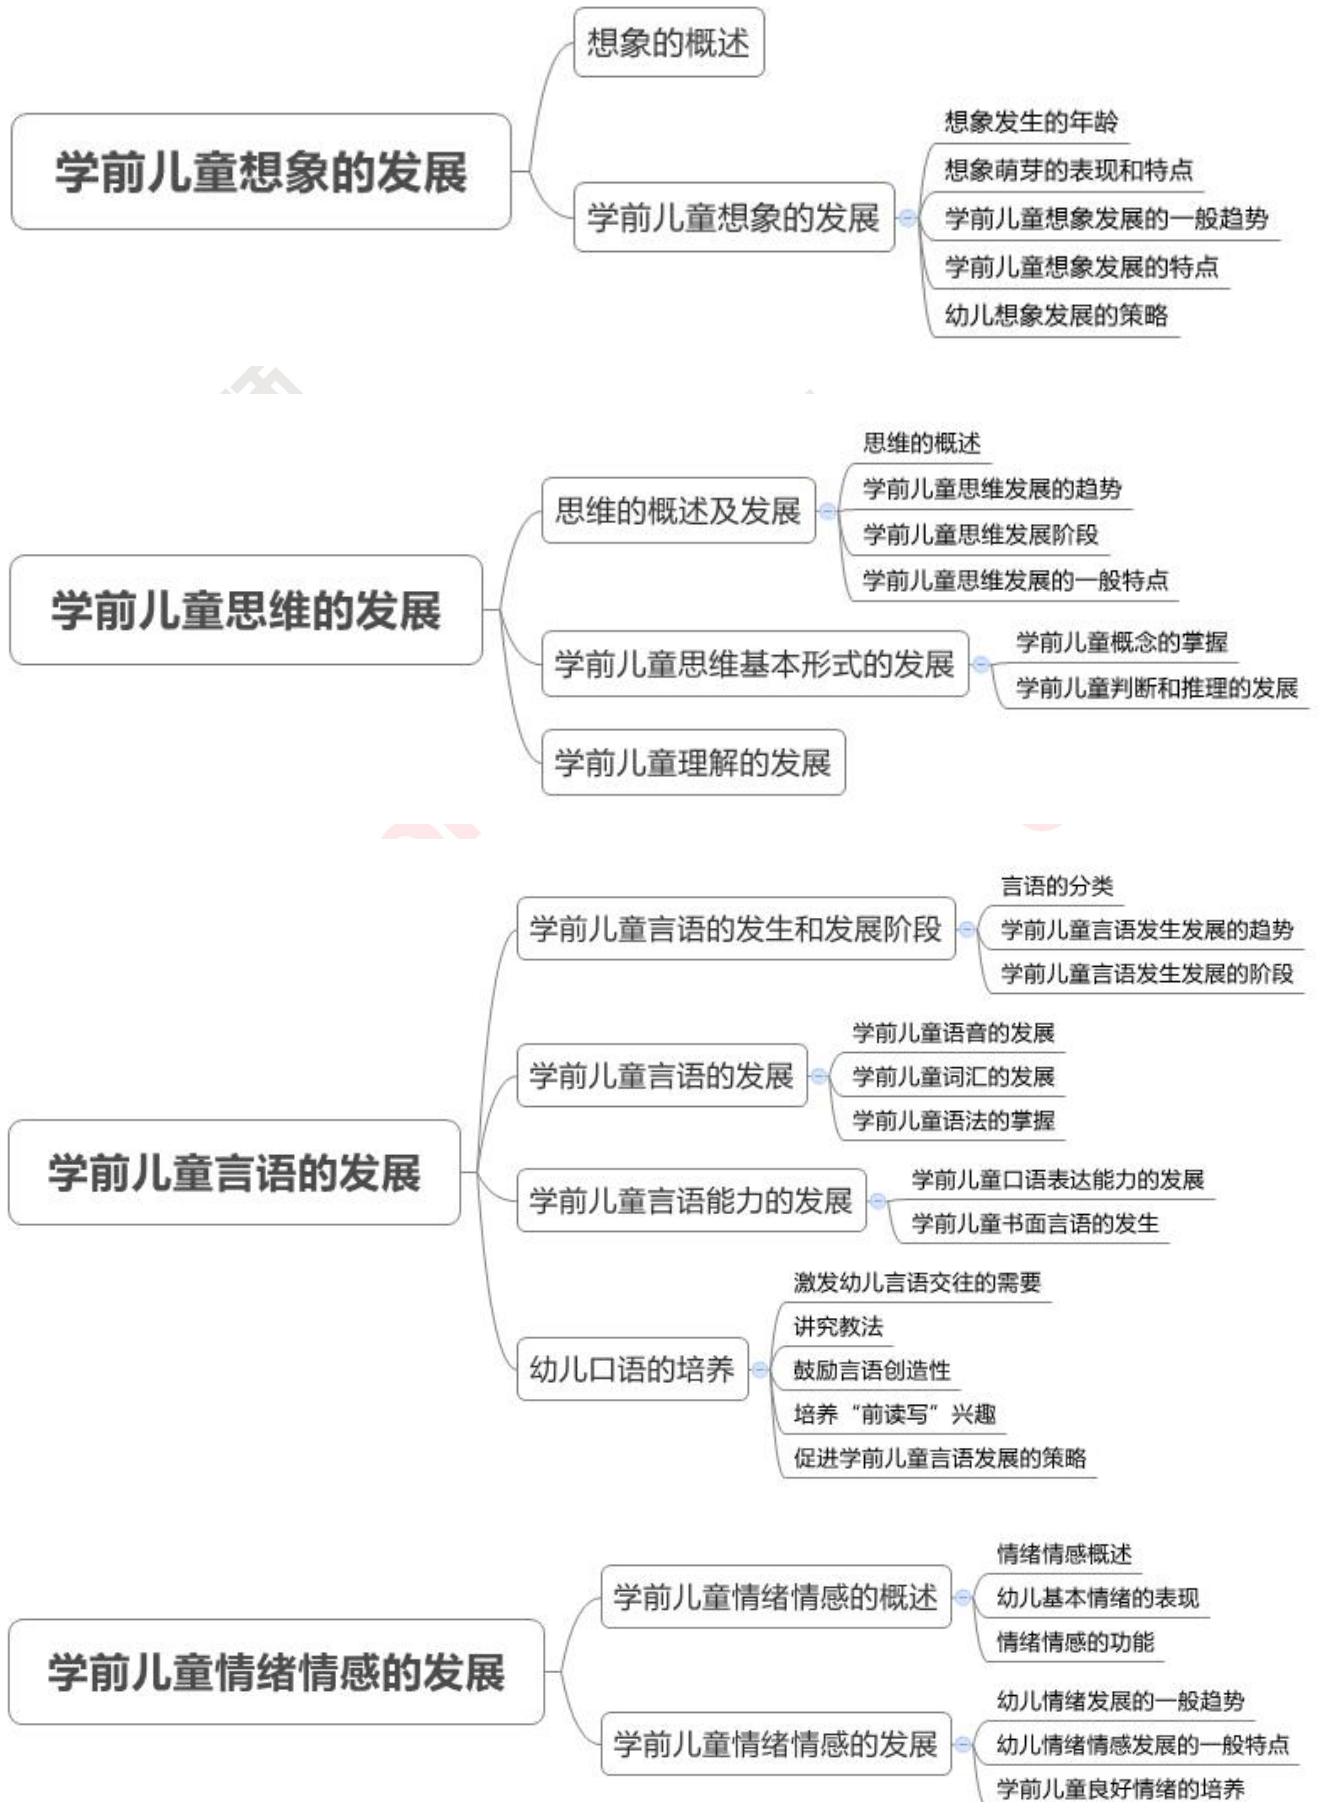 学前儿童想象的发展
想象的概述
学前儿童想象的发展
想象发生的年龄
想象萌芽的表现和特点
学前儿童想象发展的一般趋势
学前儿童想象发展的特点
幼儿想象发展的策略
学前儿童思维的发展
思维的概述及发展
思维的概述
学前儿童思维发展的趋势
学前儿童思维发展阶段
学前儿童思维发展的一般特点
学前儿童思维基本形式的发展
学前儿童概念的掌握
学前儿童判断和推理的发展
学前儿童理解的发展
学前儿童言语的发展
学前儿童言语的发生和发展阶段
言语的分类
学前儿童言语发生发展的趋势
学前儿童言语发生发展的阶段
学前儿童言语的发展
学前儿童语音的发展
学前儿童词汇的发展
学前儿童语法的掌握
学前儿童言语能力的发展
学前儿童口语表达能力的发展
学前儿童书面言语的发生
幼儿口语的培养
激发幼儿言语交往的需要
讲究教法
鼓励言语创造性
培养“前读写”兴趣
促进学前儿童言语发展的策略
学前儿童情绪情感的发展
学前儿童情绪情感的概述
情绪情感概述
幼儿基本情绪的表现
情绪情感的功能
学前儿童情绪情感的发展
幼儿情绪发展的一般趋势
幼儿情绪情感发展的一般特点
学前儿童良好情绪的培养